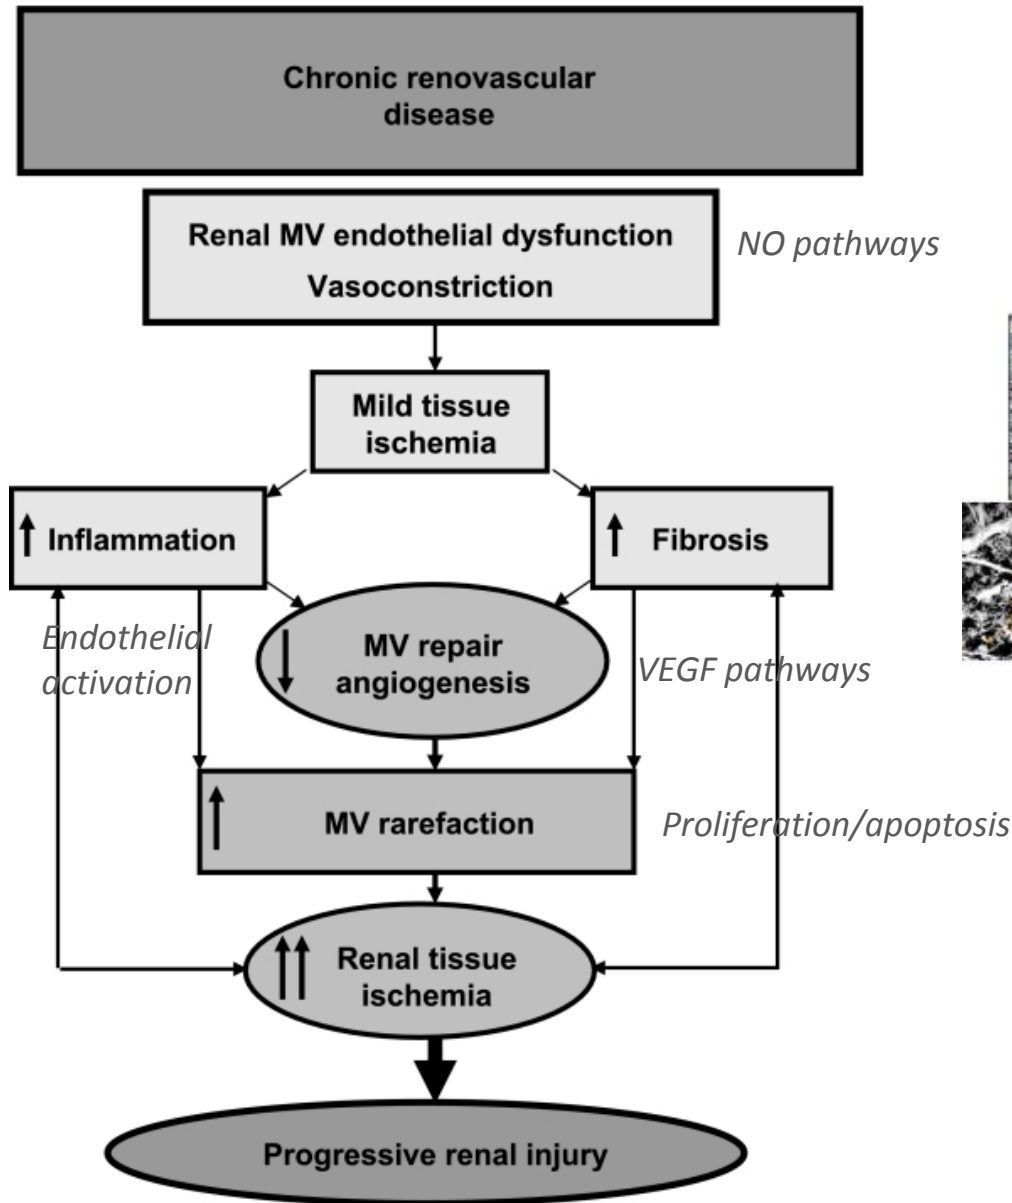 Chronic renovascular
disease
Renal MV endothelial dysfunction
Vasoconstriction
NO pathways
Mild tissue
ischemia
Inflammation
Fibrosis
Endothelial
activation
MV repair
angiogenesis
VEGF pathways
MV rarefaction
Proliferation/apoptosis
Renal tissue
ischemia
Progressive renal injury